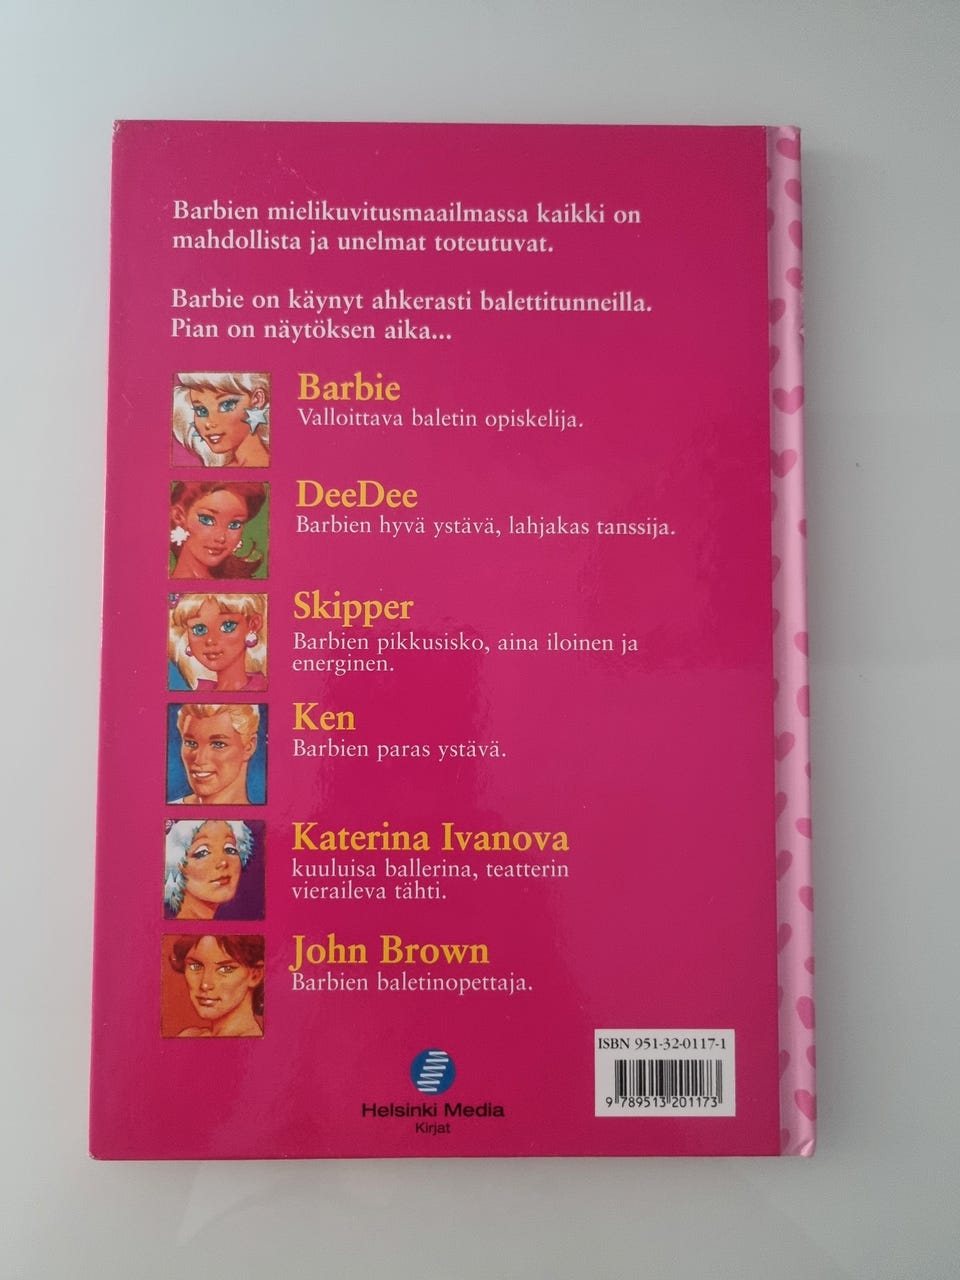 Barbien mielikuvitusmaailmassa kaikki on
mahdollista ja unelmat toteutuvat.
Barbie on käynyt ahkerasti balettitunneilla.
Pian on näytöksen aika...
Barbie
Valloittava baletin opiskelija.
DeeDee
Barbien hyvä ystävä, lahjakas tanssija.
Skipper
Barbien pikkusisko, aina iloinen ja
energinen.
Ken
Barbien paras ystävä.
Katerina Ivanova
kuuluisa ballerina, teatterin
vieraileva tähti.
John Brown
Barbien baletinopettaja.
ISBN 951-32-0117-1
9 789513 201173
Helsinki Media
Kirjat